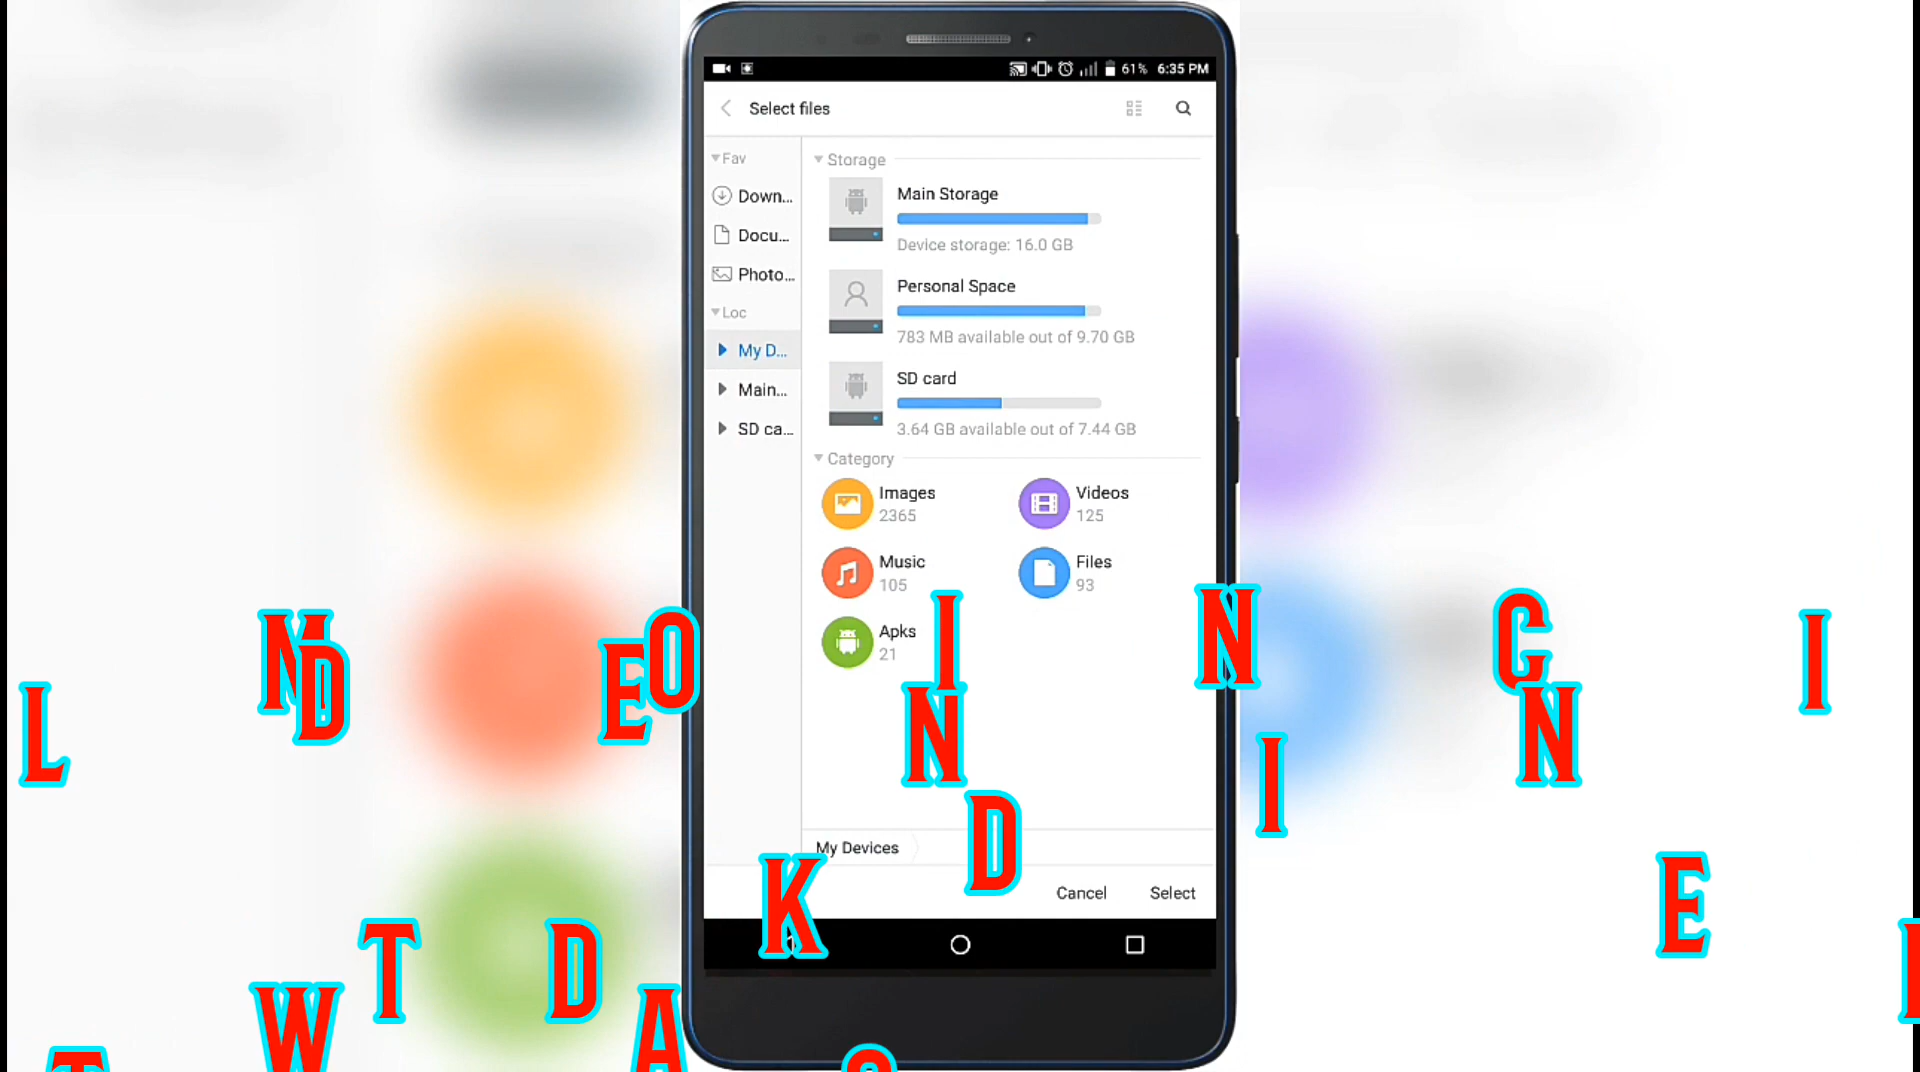 61% 6:35 PM
Select files
Fav
Down...
Docu...
Photo...
Loc
My D...
Main...
SD ca...
Storage
Main Storage
Device storage: 16.0 GB
Personal Space
783 MB available out of 9.70 GB
SD card
3.64 GB available out of 7.44 GB
Category
Images
2365
Videos
125
Music
105
Files
93
Apks
21
My Devices
Cancel
Select
N O I N C I
D E
L N N
I
D
K E
T D
W A